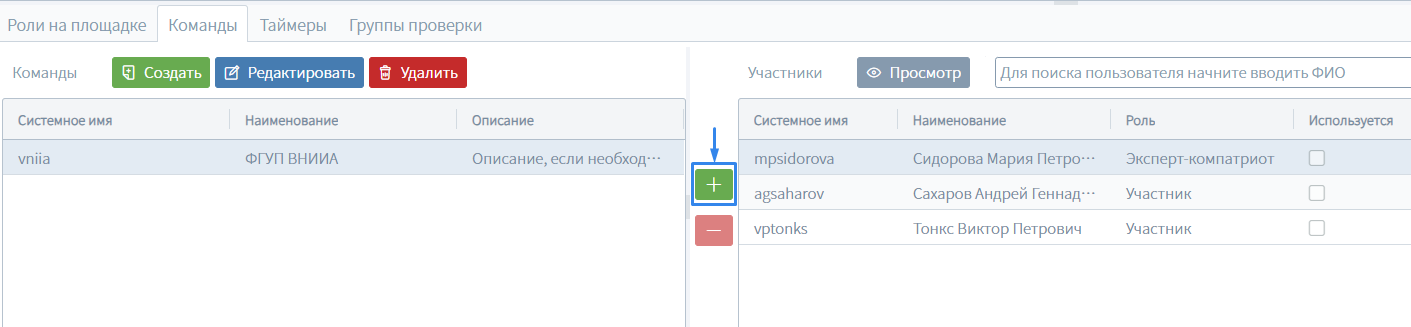 Роли на площадке Команды Таймеры Группы проверки
Команды Создать Редактировать Удалить
Системное имя Наименование Описание
vniia ФГУП ВНИИА Описание, если необход···
Участники Просмотр Для поиска пользователя начните вводить ФИО
Системное имя Наименование Роль Используется
mpsidorova Сидорова Мария Петро··· Эксперт-компатриот
agsaharov Сахаров Андрей Геннад··· Участник
vptonks Тонкс Виктор Петрович Участник